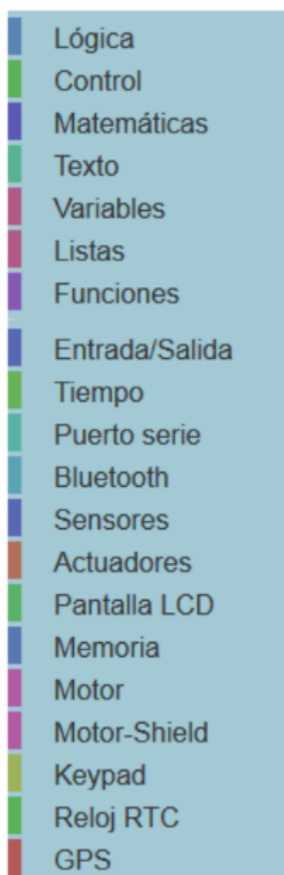 Lógica
Control
Matemáticas
Texto
Variables
Listas
Funciones
Entrada/Salida
Tiempo
Puerto serie
Bluetooth
Sensores
Actuadores
Pantalla LCD
Memoria
Motor
Motor-Shield
Keypad
Reloj RTC
GPS